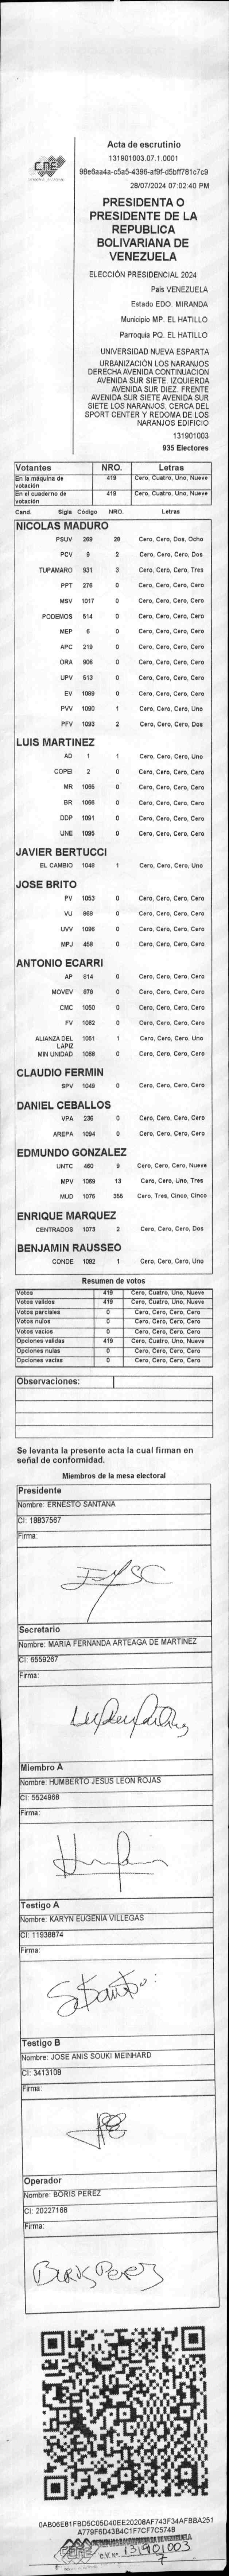 CNE
Acta de escrutinio
131901003.07.1.0001
98e6aa4a-c5a5-4396-af9f-d5bff781c7c9
28/07/2024 07:02:40 PM
PRESIDENTA O
PRESIDENTE DE LA
REPUBLICA
BOLIVARIANA DE
VENEZUELA
ELECCIÓN PRESIDENCIAL 2024
País VENEZUELA
Estado EDO. MIRANDA
Municipio MP. EL HATILLO
Parroquia PQ. EL HATILLO
UNIVERSIDAD NUEVA ESPARTA
URBANIZACIÓN LOS NARANJOS
DERECHA AVENIDA CONTINUACION
AVENIDA SUR SIETE. IZQUIERDA
AVENIDA SUR DIEZ. FRENTE
AVENIDA SUR SIETE AVENIDA SUR
SIETE LOS NARANJOS, CERCA DEL
SPORT CENTER Y REDOMA DE LOS
NARANJOS EDIFICIO
131901003
935 Electores
Votantes NRO. Letras
En la máquina de votación 419 Cero, Cuatro, Uno, Nueve
En el cuaderno de votación 419 Cero, Cuatro, Uno, Nueve
Cand. Sigla Código NRO. Letras
NICOLAS MADURO
PSUV 269 28 Cero, Cero, Dos, Ocho
PCV 9 2 Cero, Cero, Cero, Dos
TUPAMARO 931 3 Cero, Cero, Cero, Tres
PPT 276 0 Cero, Cero, Cero, Cero
MSV 1017 0 Cero, Cero, Cero, Cero
PODEMOS 514 0 Cero, Cero, Cero, Cero
MEP 6 0 Cero, Cero, Cero, Cero
APC 219 0 Cero, Cero, Cero, Cero
ORA 906 0 Cero, Cero, Cero, Cero
UPV 513 0 Cero, Cero, Cero, Cero
EV 1089 0 Cero, Cero, Cero, Cero
PVV 1090 1 Cero, Cero, Cero, Uno
PFV 1093 2 Cero, Cero, Cero, Dos
LUIS MARTINEZ
AD 1 1 Cero, Cero, Cero, Uno
COPEI 2 0 Cero, Cero, Cero, Cero
MR 1065 0 Cero, Cero, Cero, Cero
BR 1066 0 Cero, Cero, Cero, Cero
DDP 1091 0 Cero, Cero, Cero, Cero
UNE 1095 0 Cero, Cero, Cero, Cero
JAVIER BERTUCCI
EL CAMBIO 1048 1 Cero, Cero, Cero, Uno
JOSE BRITO
PV 1053 0 Cero, Cero, Cero, Cero
VU 868 0 Cero, Cero, Cero, Cero
UVV 1096 0 Cero, Cero, Cero, Cero
MPJ 458 0 Cero, Cero, Cero, Cero
ANTONIO ECARRI
AP 814 0 Cero, Cero, Cero, Cero
MOVEV 878 0 Cero, Cero, Cero, Cero
CMC 1050 0 Cero, Cero, Cero, Cero
FV 1062 0 Cero, Cero, Cero, Cero
ALIANZA DEL LAPIZ 1051 1 Cero, Cero, Cero, Uno
MIN UNIDAD 1068 0 Cero, Cero, Cero, Cero
CLAUDIO FERMIN
SPV 1049 0 Cero, Cero, Cero, Cero
DANIEL CEBALLOS
VPA 236 0 Cero, Cero, Cero, Cero
AREPA 1094 0 Cero, Cero, Cero, Cero
EDMUNDO GONZALEZ
UNTC 460 9 Cero, Cero, Cero, Nueve
MPV 1069 13 Cero, Cero, Uno, Tres
MUD 1076 355 Cero, Tres, Cinco, Cinco
ENRIQUE MARQUEZ
CENTRADOS 1073 2 Cero, Cero, Cero, Dos
BENJAMIN RAUSSEO
CONDE 1092 1 Cero, Cero, Cero, Uno
Resumen de votos
Votos 419 Cero, Cuatro, Uno, Nueve
Votos validos 419 Cero, Cuatro, Uno, Nueve
Votos parciales 0 Cero, Cero, Cero, Cero
Votos nulos 0 Cero, Cero, Cero, Cero
Votos vacios 0 Cero, Cero, Cero, Cero
Opciones validas 419 Cero, Cuatro, Uno, Nueve
Opciones nulas 0 Cero, Cero, Cero, Cero
Opciones vacias 0 Cero, Cero, Cero, Cero
Observaciones:
Se levanta la presente acta la cual firman en
señal de conformidad.
Miembros de la mesa electoral
Presidente
Nombre: ERNESTO SANTANA
CI: 18837567
Firma:
Secretario
Nombre: MARIA FERNANDA ARTEAGA DE MARTINEZ
CI: 6559267
Firma:
Miembro A
Nombre: HUMBERTO JESUS LEON ROJAS
CI: 5524968
Firma:
Testigo A
Nombre: KARYN EUGENIA VILLEGAS
CI: 11938874
Firma:
Testigo B
Nombre: JOSE ANIS SOUKI MEINHARD
CI: 3413108
Firma:
Operador
Nombre: BORIS PEREZ
CI: 20227168
Firma:
Boris Perez
0AB06E81FBD5C05D40EE20208AF743F34AFBBA251
A779F6D43B4C1F7CF7C5748
CNE
C.V. N° 131901003
7